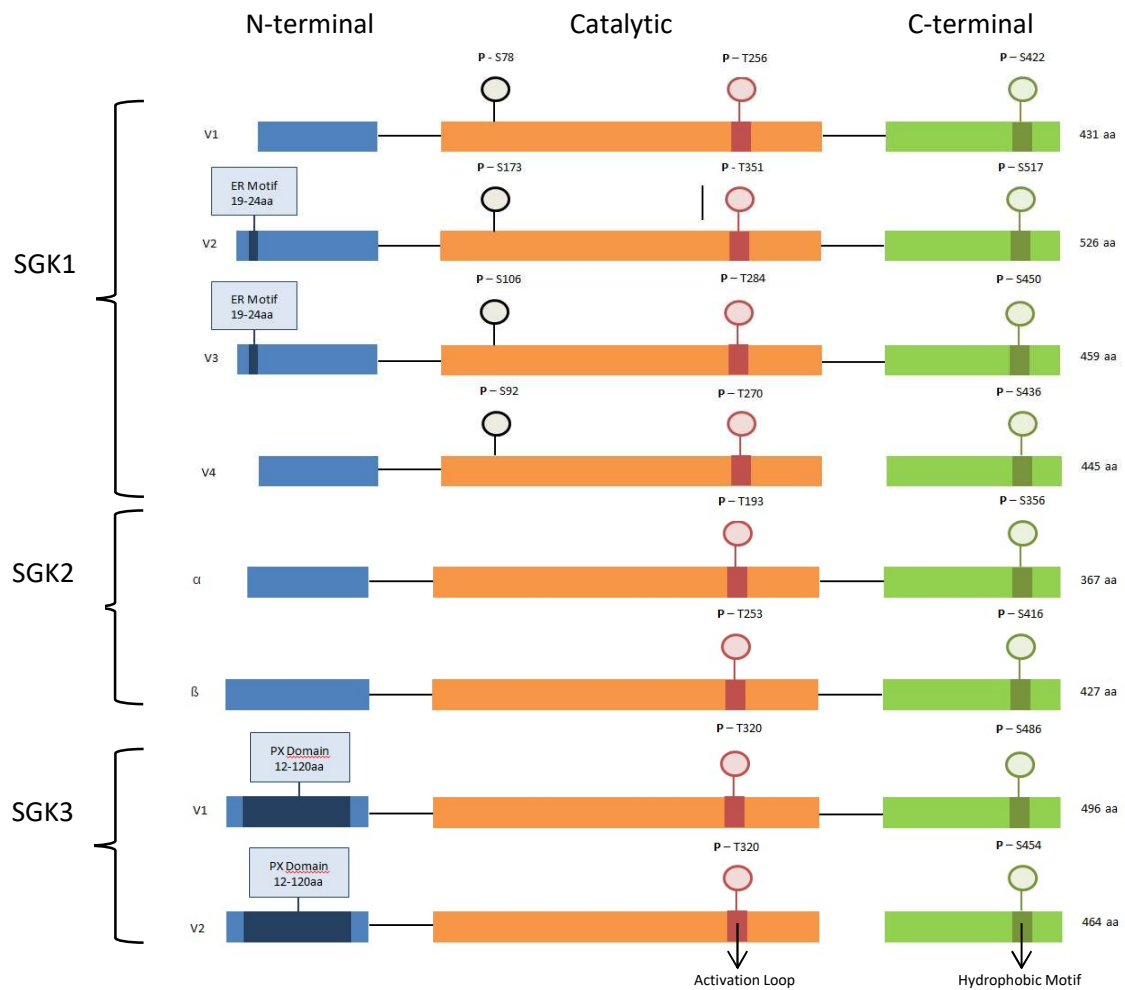 N-terminal Catalytic C-terminal
P - S78 P – T256 P – S422
V1 431 aa
ER Motif
19-24aa
P – S173 P - T351 P – S517
V2 526 aa
SGK1
ER Motif
19-24aa
P – S106 P – T284 P – S450
V3 459 aa
P – S92 P – T270 P – S436
V4 445 aa
P – T193 P – S356
SGK2
α 367 aa
P – T253 P – S416
ß 427 aa
P – T320 P – S486
PX Domain
12-120aa
SGK3
V1 496 aa
P – T320 P – S454
PX Domain
12-120aa
V2 464 aa
Activation Loop Hydrophobic Motif